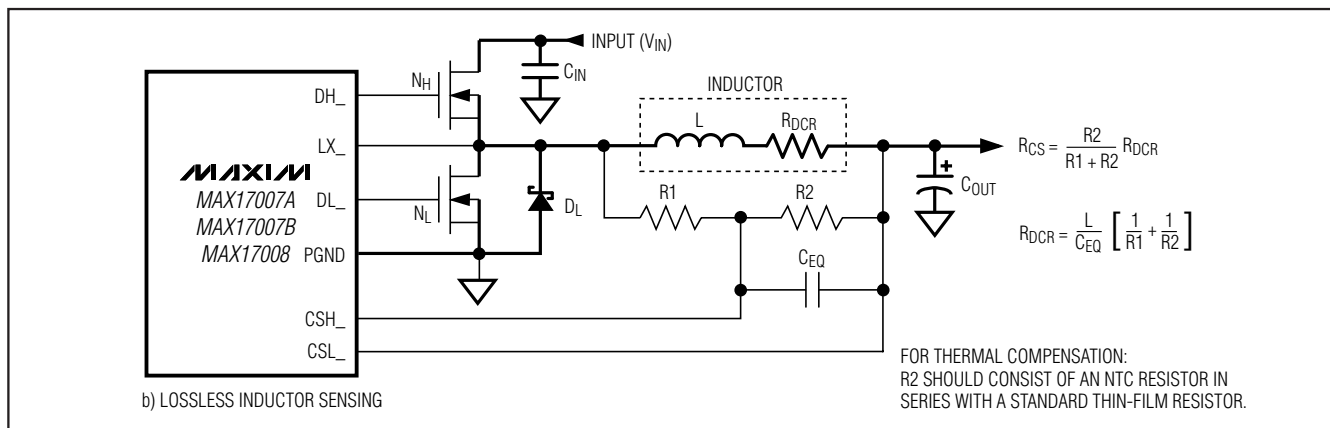 INPUT (VIN)
CIN
NH
DH_
INDUCTOR
L RDCR
LX_
RCS = R2 / (R1 + R2) RDCR
MAXIM
MAX17007A
MAX17007B
MAX17008
DL_
NL
DL
R1 R2
+
COUT
PGND
RDCR = L / CEQ [1 / R1 + 1 / R2]
CEQ
CSH_
CSL_
FOR THERMAL COMPENSATION:
R2 SHOULD CONSIST OF AN NTC RESISTOR IN
SERIES WITH A STANDARD THIN-FILM RESISTOR.
b) LOSSLESS INDUCTOR SENSING